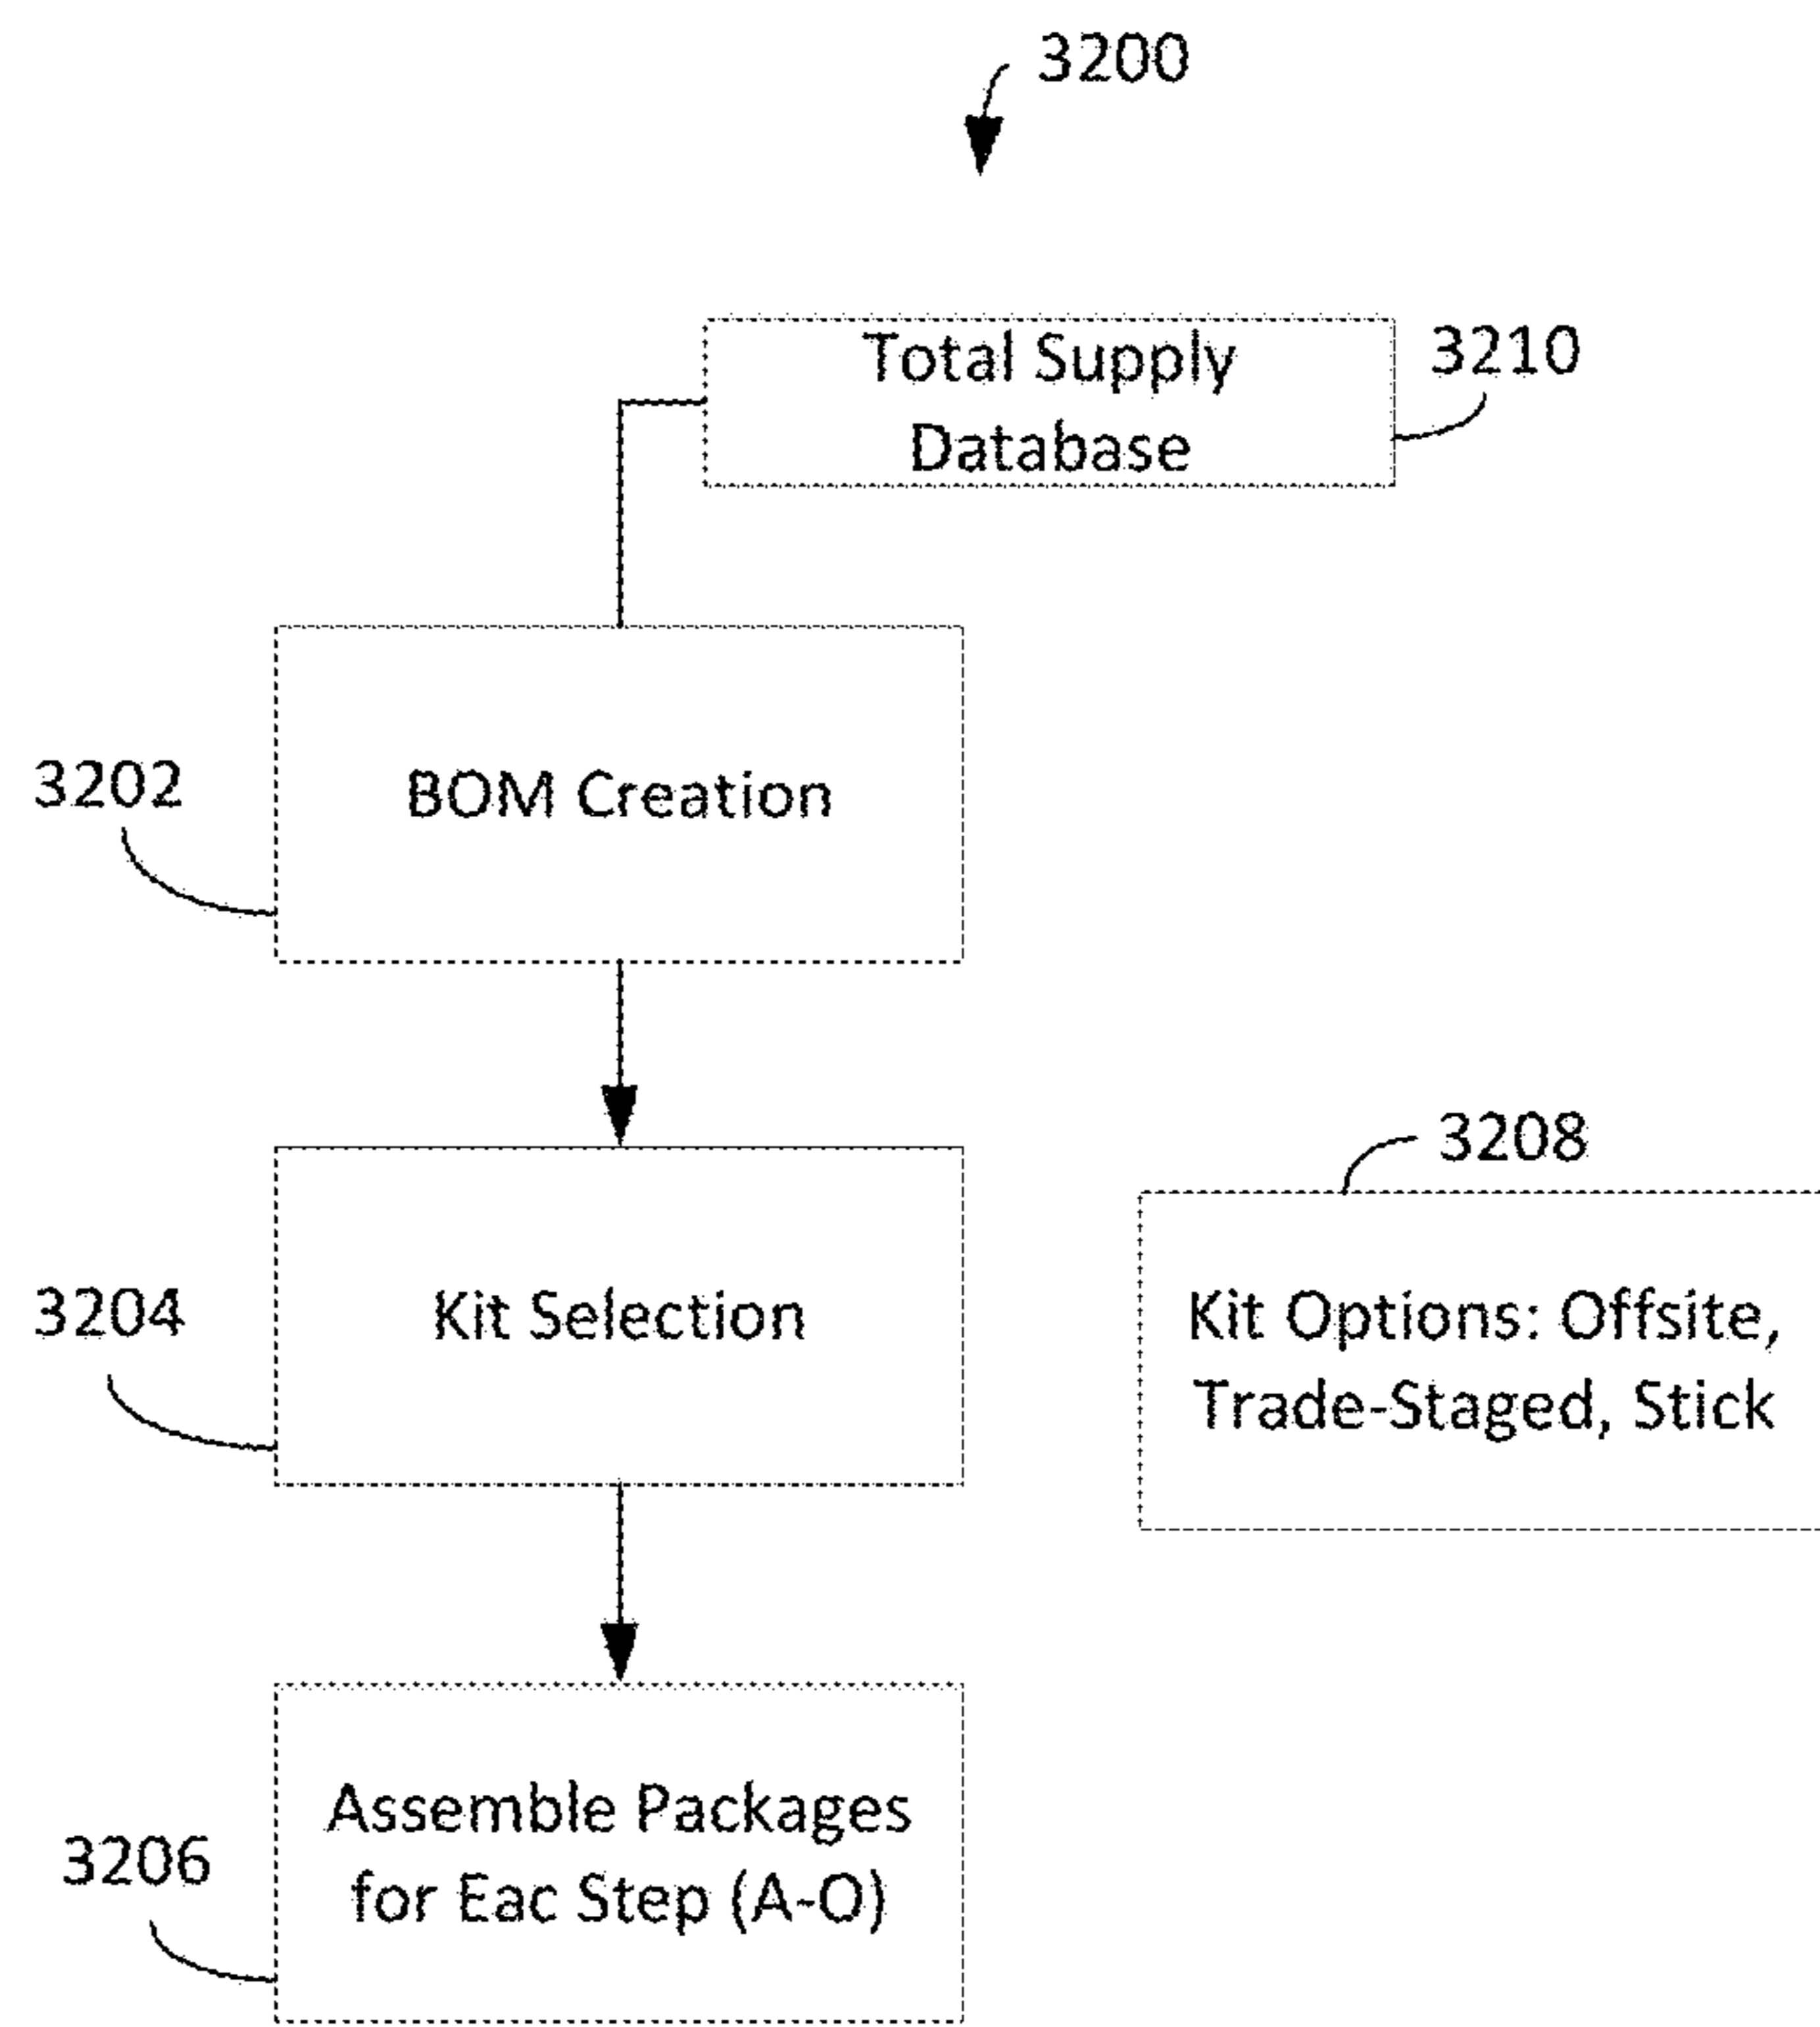 3200
Total Supply
Database
3210
3202
BOM Creation
3204
Kit Selection
3208
Kit Options: Offsite,
Trade-Staged, Stick
3206
Assemble Packages
for Eac Step (A-O)